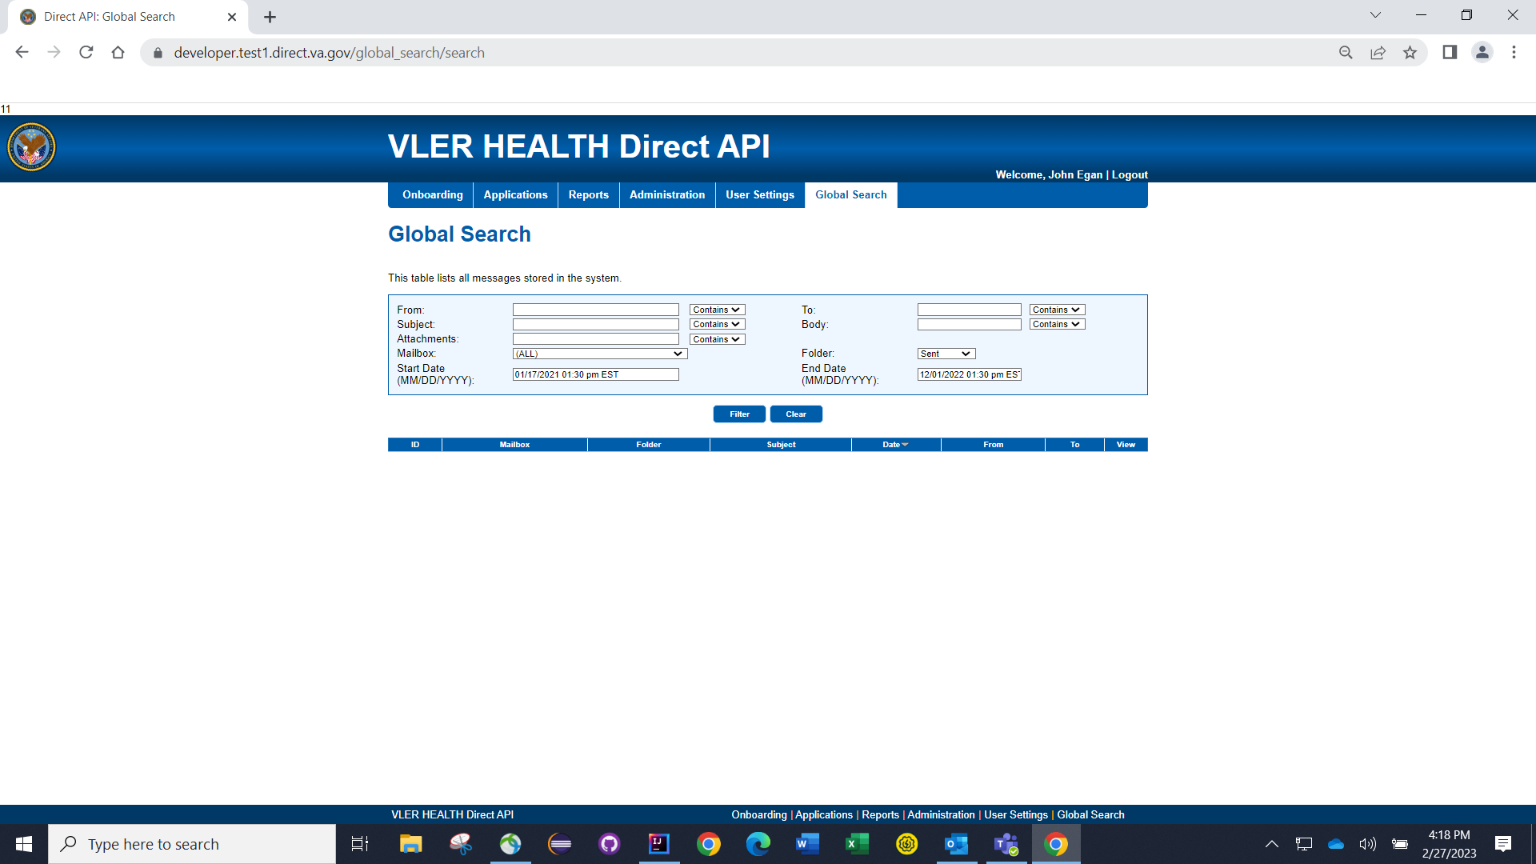 Direct API: Global Search
developer.test1.direct.va.gov/global_search/search
11
VLER HEALTH Direct API
Welcome, John Egan | Logout
Onboarding Applications Reports Administration User Settings Global Search
Global Search
This table lists all messages stored in the system.
From: Contains To: Contains
Subject: Contains Body: Contains
Attachments: Contains
Mailbox: (ALL) Folder: Sent
Start Date (MM/DD/YYYY): 01/17/2021 01:30 pm EST End Date (MM/DD/YYYY): 12/01/2022 01:30 pm EST
Filter Clear
ID Mailbox Folder Subject Date From To View
VLER HEALTH Direct API Onboarding | Applications | Reports | Administration | User Settings | Global Search
Type here to search
4:18 PM
2/27/2023